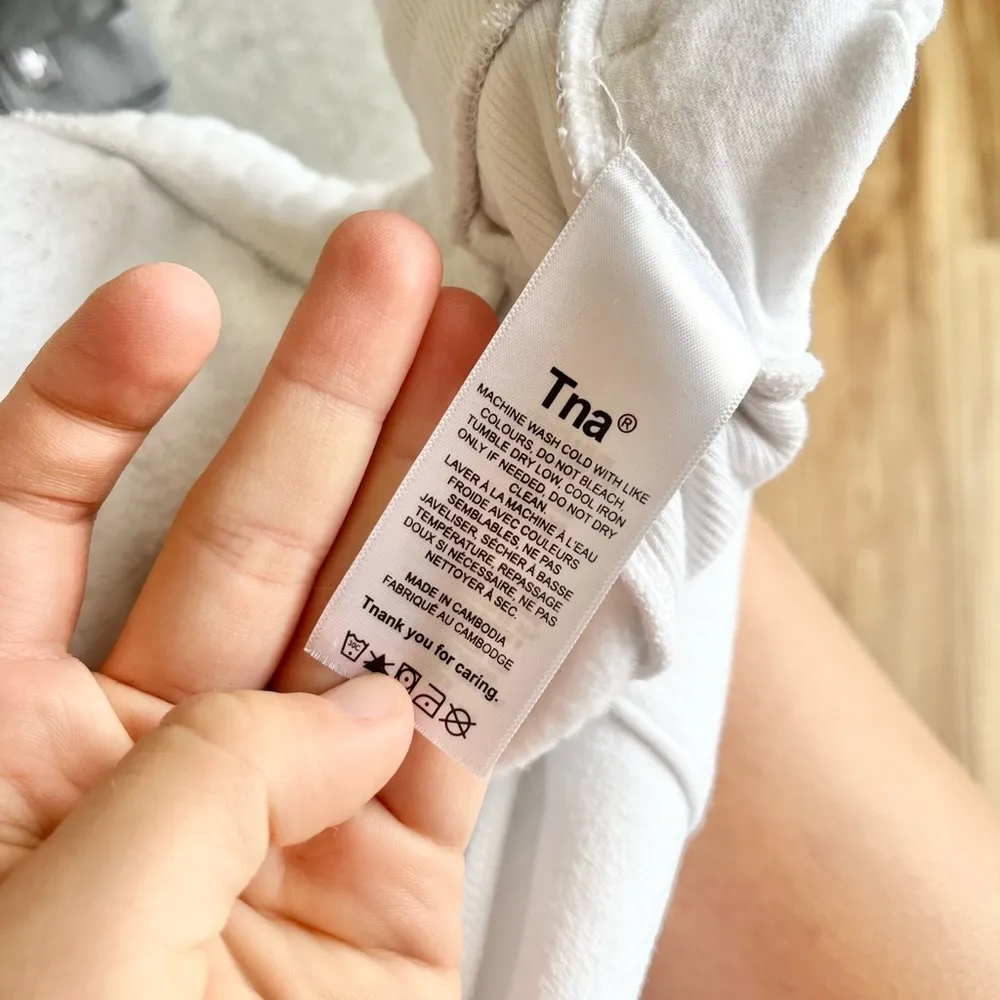 Tna®
MACHINE WASH COLD WITH LIKE
COLOURS, DO NOT BLEACH,
TUMBLE DRY LOW, COOL IRON
ONLY IF NEEDED, DO NOT DRY
CLEAN.
LAVER À LA MACHINE À L'EAU
FROIDE AVEC COULEURS
SEMBLABLES, NE PAS
JAVELISER, SÉCHER À BASSE
TEMPÉRATURE, REPASSAGE
DOUX SI NÉCESSAIRE, NE PAS
NETTOYER À SEC.
MADE IN CAMBODIA
FABRIQUÉ AU CAMBODGE
Tnank you for caring.
30C